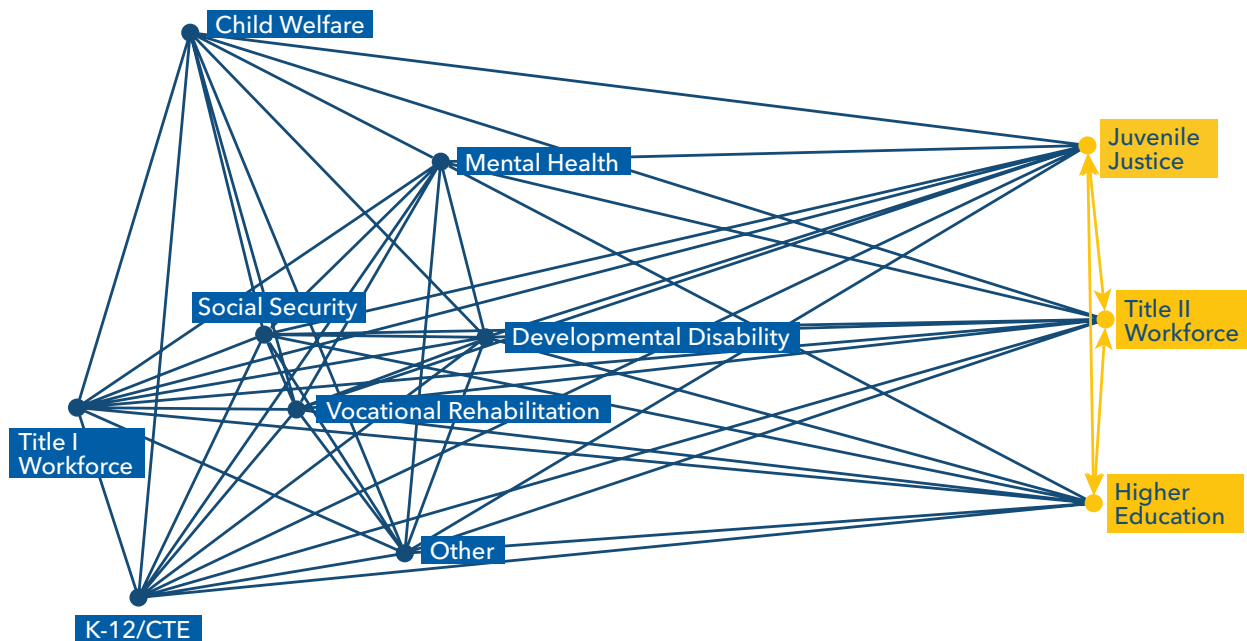 Child Welfare
Juvenile
Justice
Mental Health
Social Security
Title II
Workforce
Developmental Disability
Vocational Rehabilitation
Title I
Workforce
Higher
Education
Other
K-12/CTE